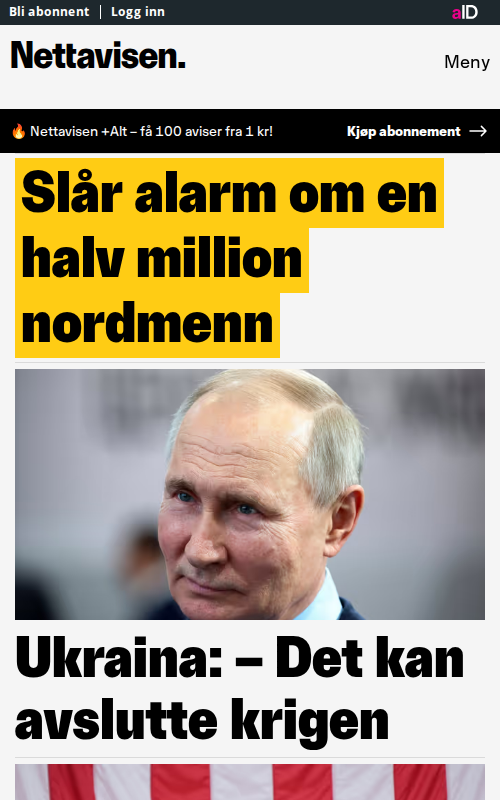 Bli abonnent | Logg inn
aID
Nettavisen.
Meny
🔥 Nettavisen +Alt – få 100 aviser fra 1 kr!
Kjøp abonnement →
Slår alarm om en
halv million
nordmenn
Ukraina: – Det kan
avslutte krigen